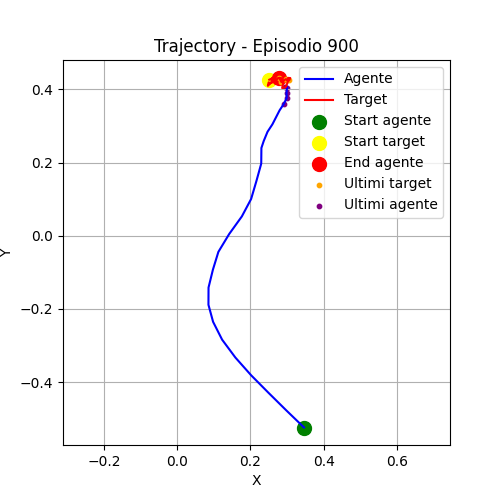 Trajectory - Episodio 900
Agente
Target
Start agente
Start target
End agente
Ultimi target
Ultimi agente
0.4
0.2
0.0
−0.2
−0.4
Y
−0.2
0.0
0.2
0.4
0.6
X